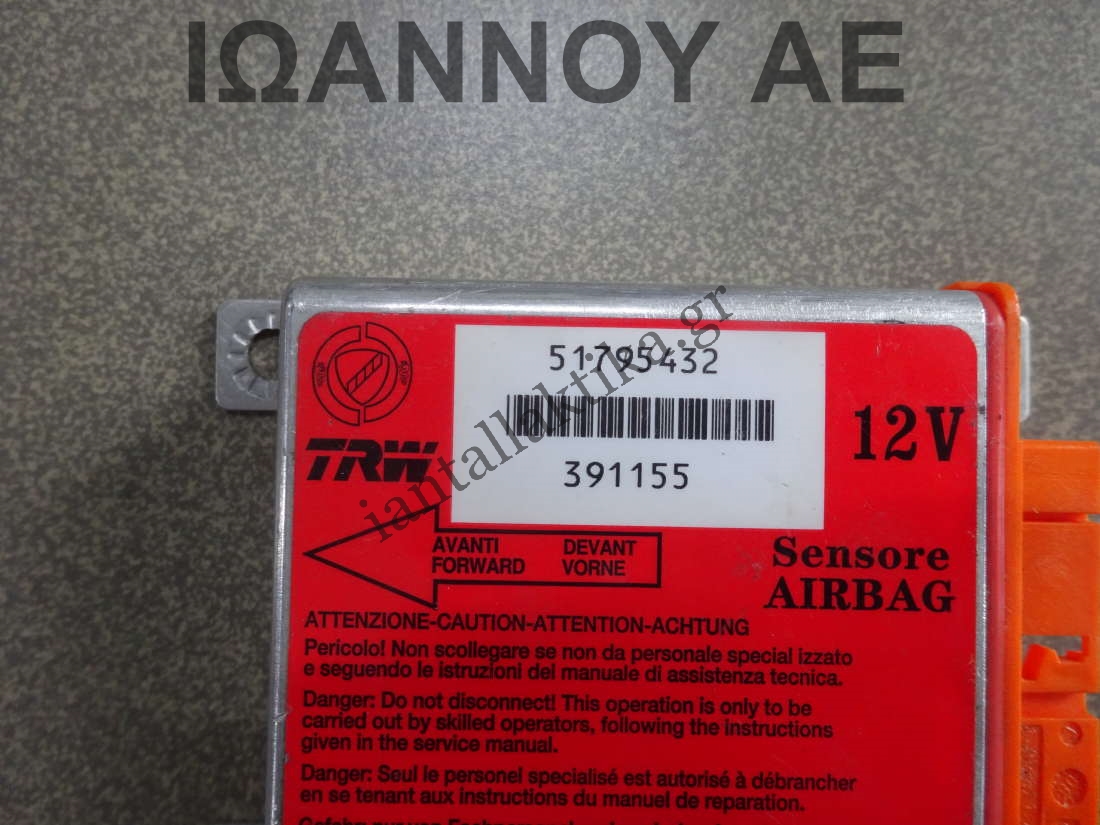 ΙΩΑΝΝΟΥ ΑΕ
51795432
391155
TRW
12V
iantallaktika.gr
AVANTI DEVANT
FORWARD VORNE
Sensore
AIRBAG
ATTENZIONE-CAUTION-ATTENTION-ACHTUNG
Pericolo! Non scollegare se non da personale special izzato
e seguendo le istruzioni del manuale di assistenza tecnica.
Danger: Do not disconnect! This operation is only to be
carried out by skilled operators, following the instructions
given in the service manual.
Danger: Seul le personel specialisé est autorisé à débrancher
en se tenant aux instructions du manuel de reparation.